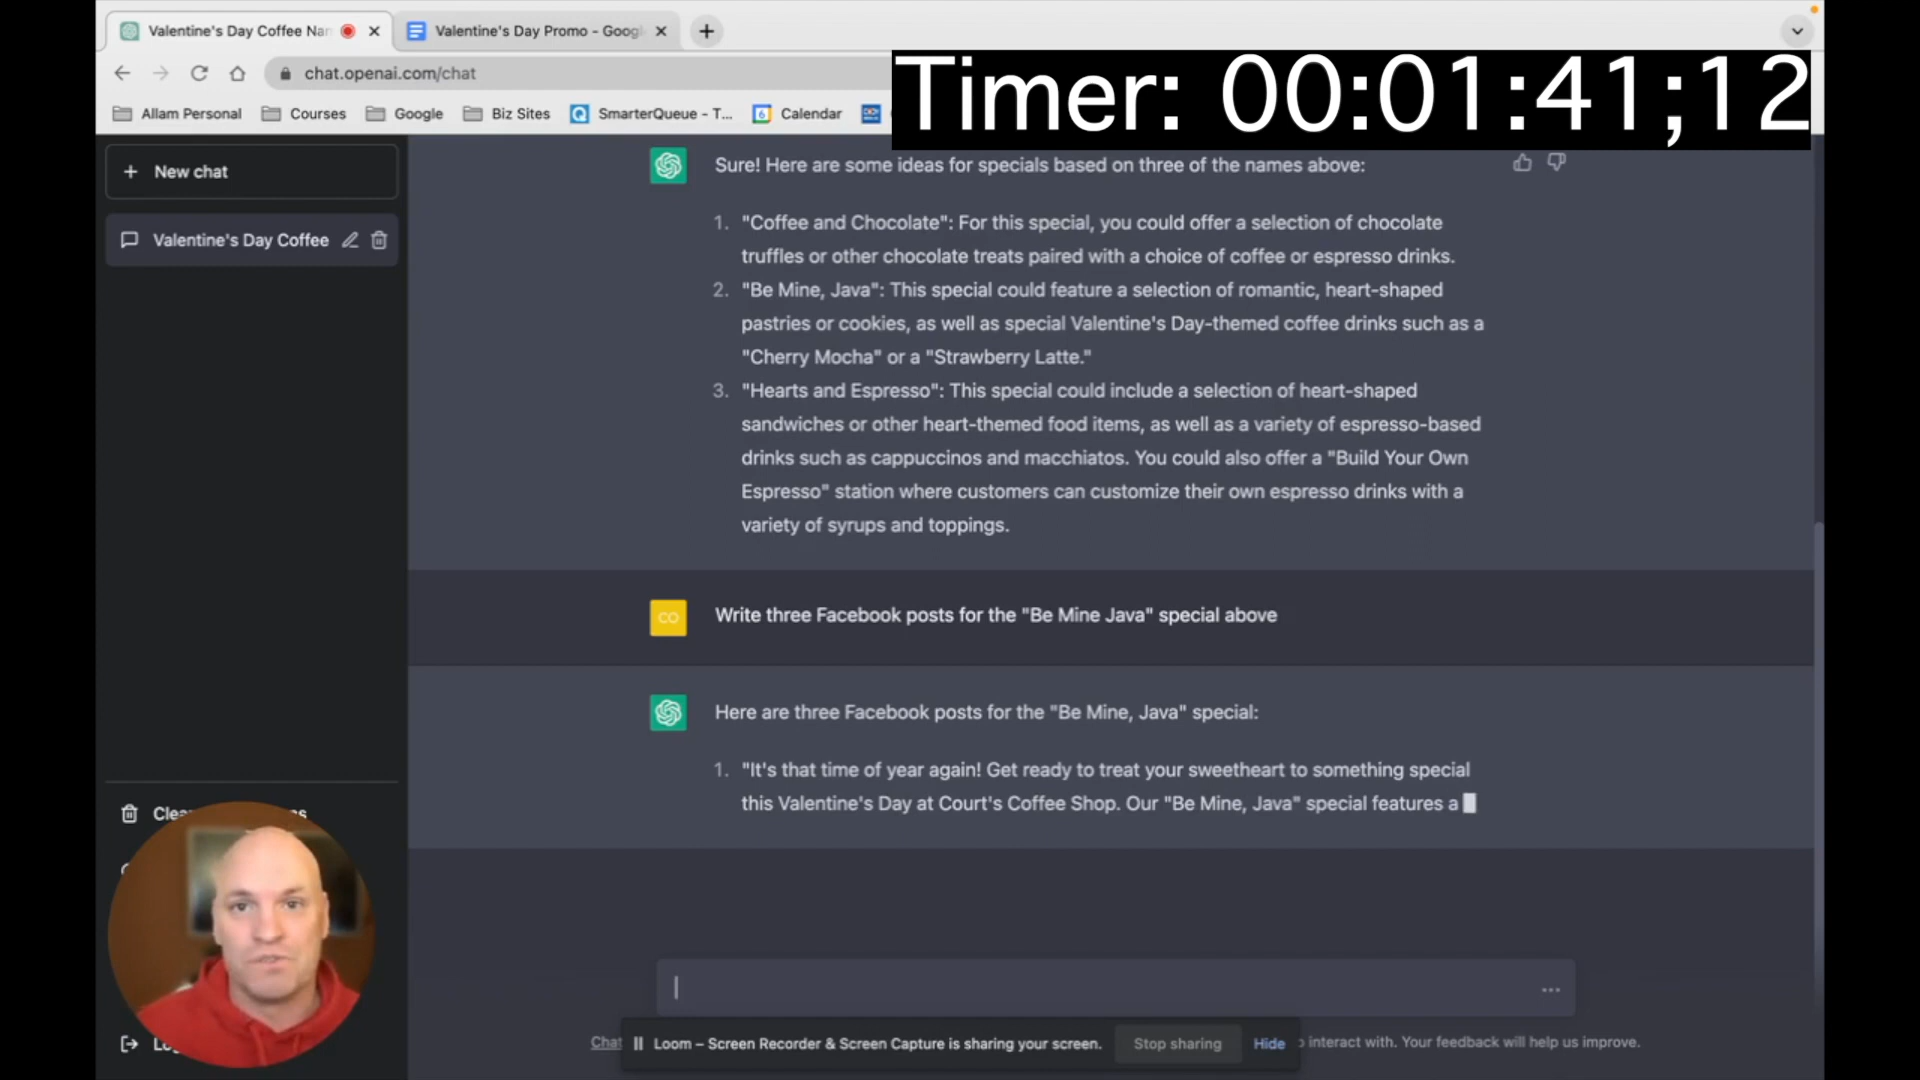 Valentine's Day Coffee Nar
Valentine's Day Promo - Googl
Timer: 00:01:41;12
chat.openai.com/chat
Allam Personal
Courses
Google
Biz Sites
SmarterQueue - T...
Calendar
+ New chat
Valentine's Day Coffee
Sure! Here are some ideas for specials based on three of the names above:
1. "Coffee and Chocolate": For this special, you could offer a selection of chocolate
truffles or other chocolate treats paired with a choice of coffee or espresso drinks.
2. "Be Mine, Java": This special could feature a selection of romantic, heart-shaped
pastries or cookies, as well as special Valentine's Day-themed coffee drinks such as a
"Cherry Mocha" or a "Strawberry Latte."
3. "Hearts and Espresso": This special could include a selection of heart-shaped
sandwiches or other heart-themed food items, as well as a variety of espresso-based
drinks such as cappuccinos and macchiatos. You could also offer a "Build Your Own
Espresso" station where customers can customize their own espresso drinks with a
variety of syrups and toppings.
CO
Write three Facebook posts for the "Be Mine Java" special above
Here are three Facebook posts for the "Be Mine, Java" special:
1. "It's that time of year again! Get ready to treat your sweetheart to something special
this Valentine's Day at Court's Coffee Shop. Our "Be Mine, Java" special features a
...
Chat
Loom – Screen Recorder & Screen Capture is sharing your screen.
Stop sharing
Hide
interact with. Your feedback will help us improve.